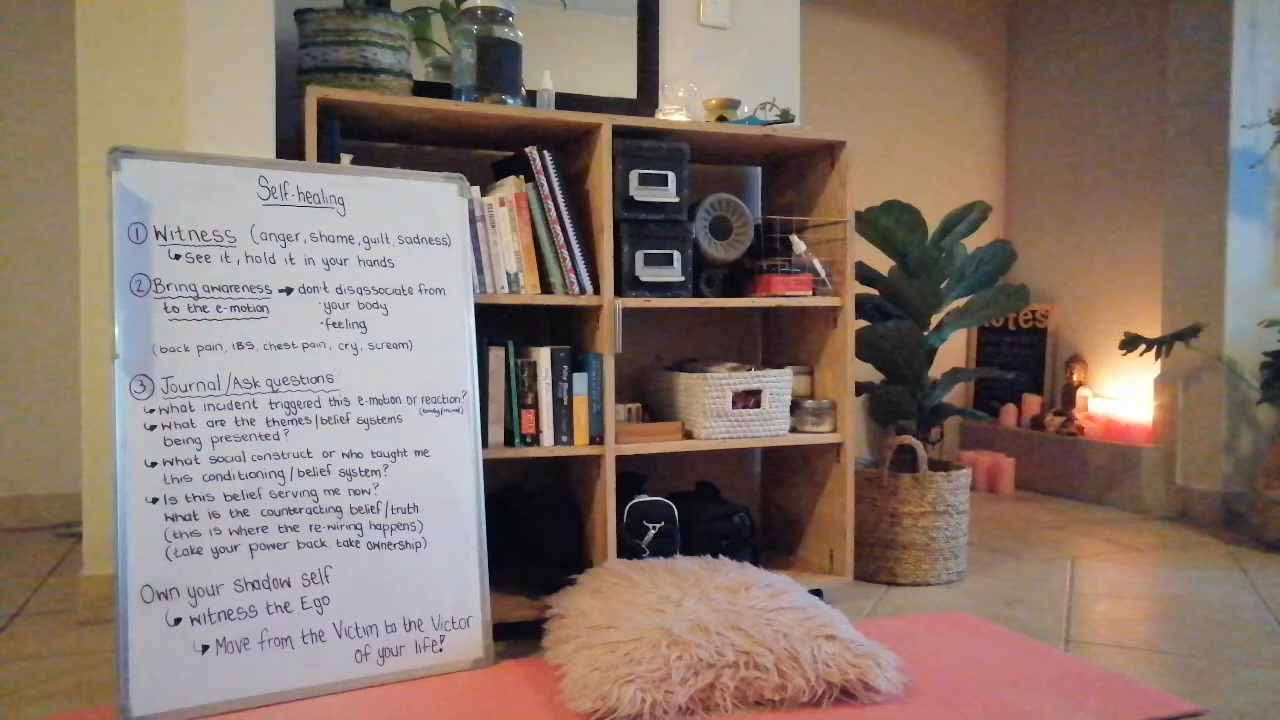 Self-healing
① Witness (anger, shame, guilt, sadness)
↳ See it, hold it in your hands
② Bring awareness → don't disassociate from
to the e-motion · your body
· feeling
(back pain, IBS, chest pain, cry, scream)
③ Journal/Ask questions:
↳ What incident triggered this e-motion or reaction?
(body/mind)
↳ What are the themes/belief systems
being presented?
↳ What social construct or who taught me
this conditioning/belief system?
↳ Is this belief serving me now?
What is the counteracting belief/truth
(this is where the re-wiring happens)
(take your power back. take ownership)
Own your shadow self
↳ witness the Ego
↳ Move from the Victim to the Victor
of your life!
Notes